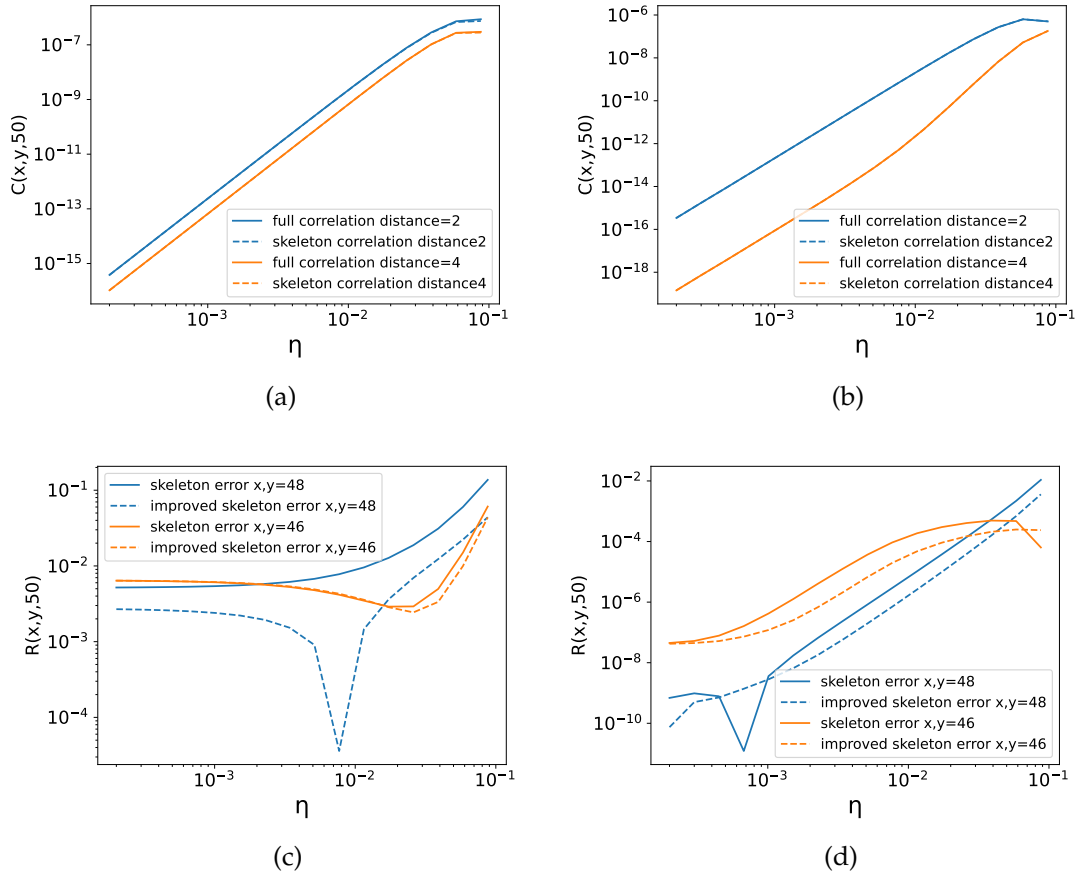 C(x,y,50)
10^-7
10^-9
10^-11
10^-13
10^-15
full correlation distance=2
skeleton correlation distance2
full correlation distance=4
skeleton correlation distance4
10^-3
10^-2
10^-1
η
(a)
C(x,y,50)
10^-6
10^-8
10^-10
10^-12
10^-14
10^-16
10^-18
full correlation distance=2
skeleton correlation distance2
full correlation distance=4
skeleton correlation distance4
10^-3
10^-2
10^-1
η
(b)
R(x,y,50)
10^-1
10^-2
10^-3
10^-4
skeleton error x,y=48
improved skeleton error x,y=48
skeleton error x,y=46
improved skeleton error x,y=46
10^-3
10^-2
10^-1
η
(c)
R(x,y,50)
10^-2
10^-4
10^-6
10^-8
10^-10
skeleton error x,y=48
improved skeleton error x,y=48
skeleton error x,y=46
improved skeleton error x,y=46
10^-3
10^-2
10^-1
η
(d)